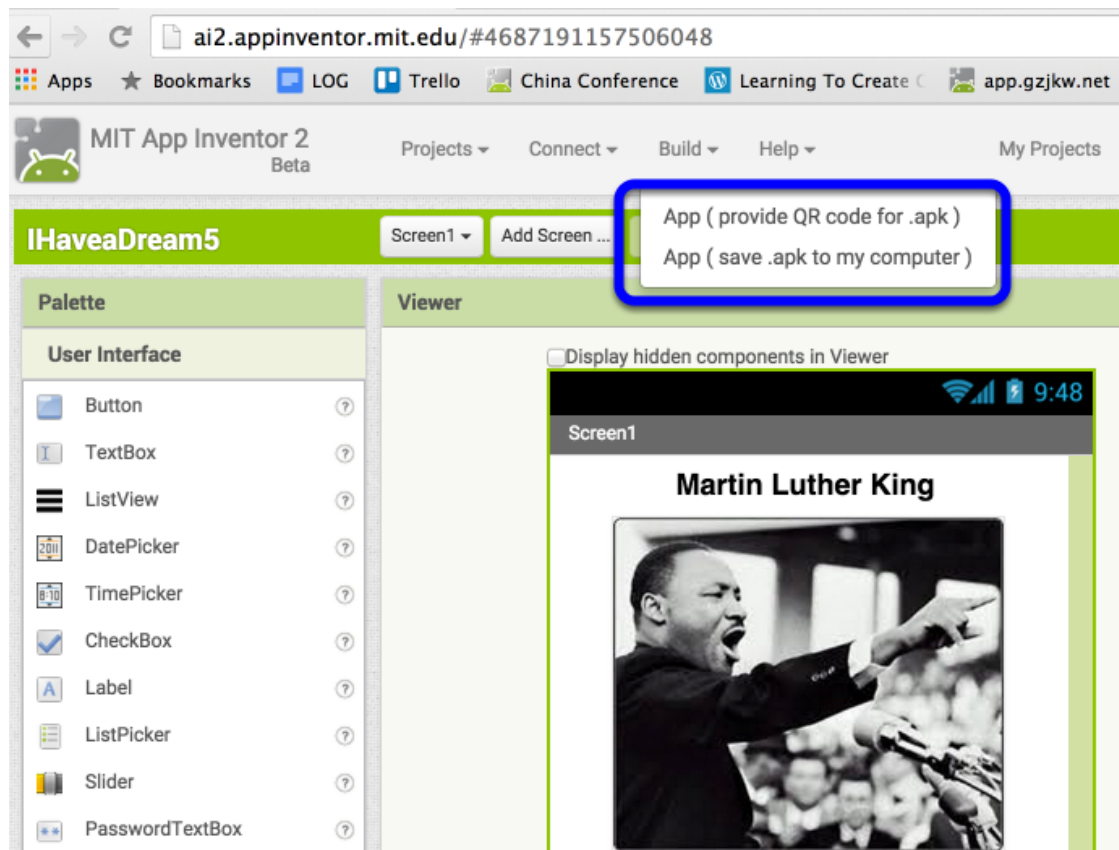 ai2.appinventor.mit.edu/#4687191157506048
Apps Bookmarks LOG Trello China Conference Learning To Create app.gzjkw.net
MIT App Inventor 2
Beta
Projects Connect Build Help My Projects
App ( provide QR code for .apk )
App ( save .apk to my computer )
IHaveaDream5 Screen1 Add Screen ...
Palette Viewer
User Interface
Display hidden components in Viewer
9:48
Screen1
Martin Luther King
Button
TextBox
ListView
DatePicker
TimePicker
CheckBox
Label
ListPicker
Slider
PasswordTextBox